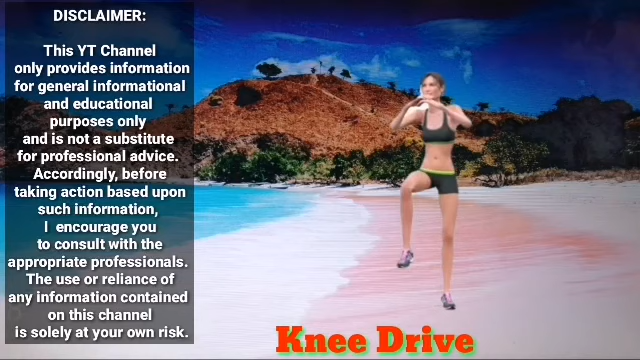 DISCLAIMER:
This YT Channel
only provides information
for general informational
and educational
purposes only
and is not a substitute
for professional advice.
Accordingly, before
taking action based upon
such information,
I encourage you
to consult with the
appropriate professionals.
The use or reliance of
any information contained
on this channel
is solely at your own risk.
Knee Drive